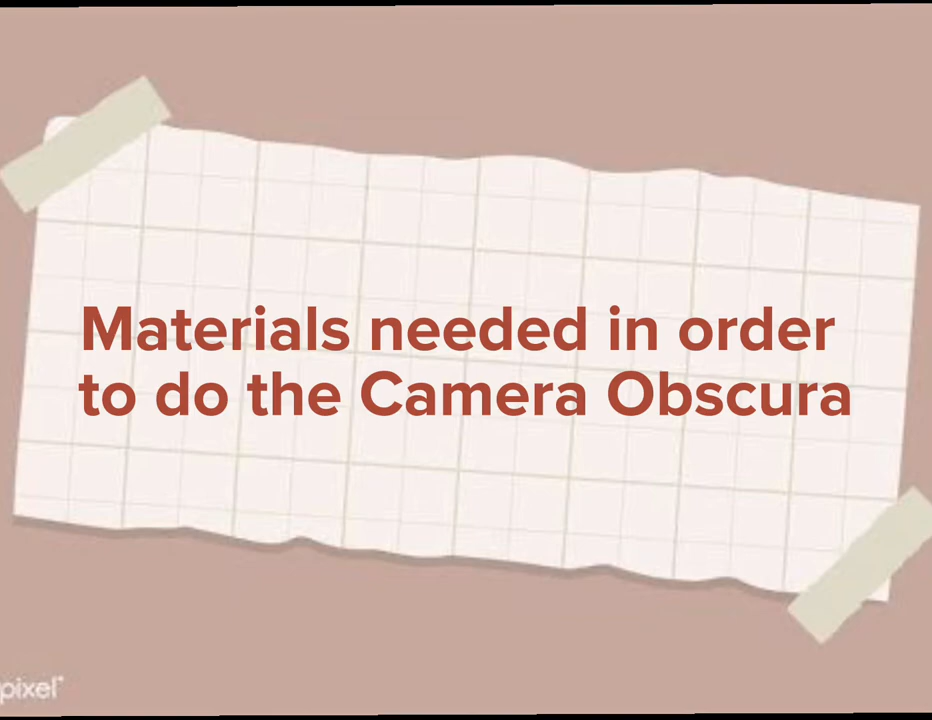 Materials needed in order
to do the Camera Obscura
pixel